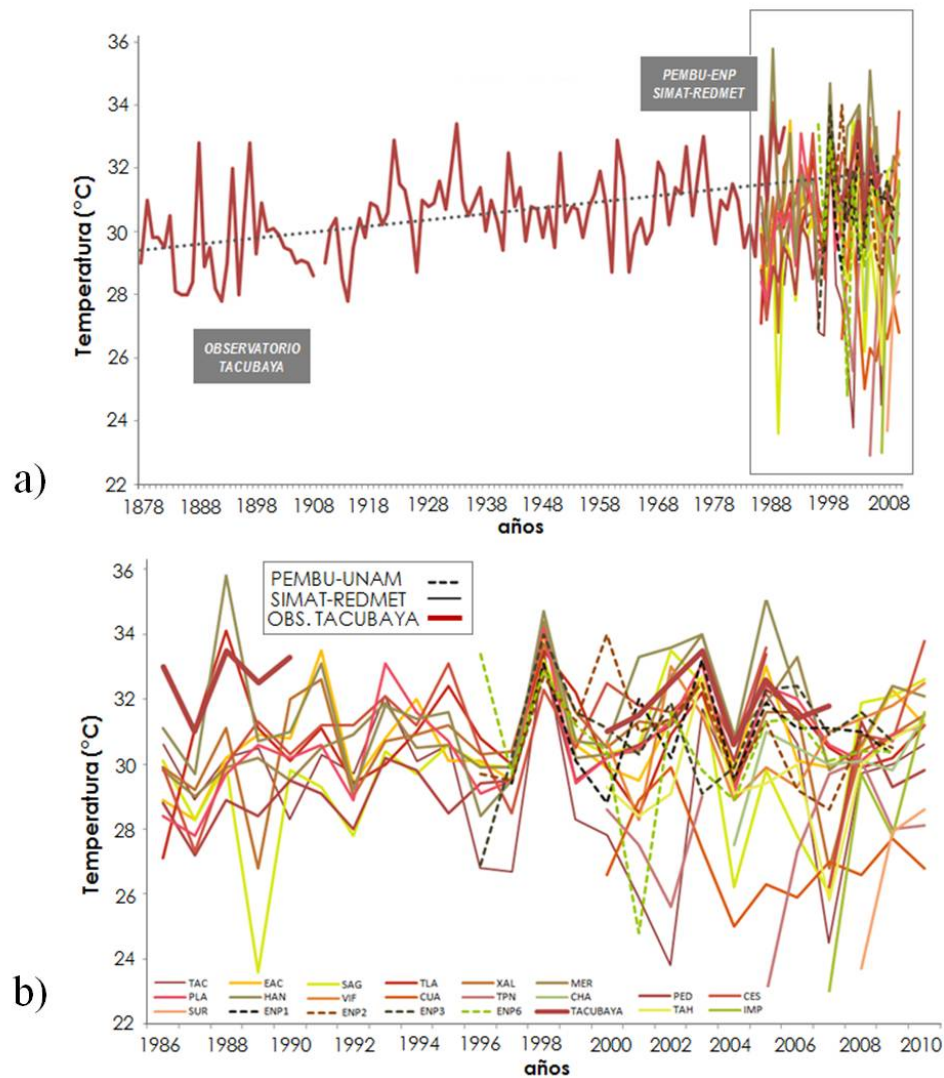 a)
Temperatura (°C)
36
34
32
30
28
26
24
22
PEMBU-ENP
SIMAT-REDMET
OBSERVATORIO
TACUBAYA
1878 1888 1898 1908 1918 1928 1938 1948 1958 1968 1978 1988 1998 2008
años
b)
Temperatura (°C)
36
34
32
30
28
26
24
22
PEMBU-UNAM
SIMAT-REDMET
OBS. TACUBAYA
TAC EAC SAG TLA XAL MER
PLA HAN VIF CUA TPN CHA PED CES
SUR ENP1 ENP2 ENP3 ENP6 TACUBAYA TAH IMP
1986 1988 1990 1992 1994 1996 1998 2000 2002 2004 2006 2008 2010
años